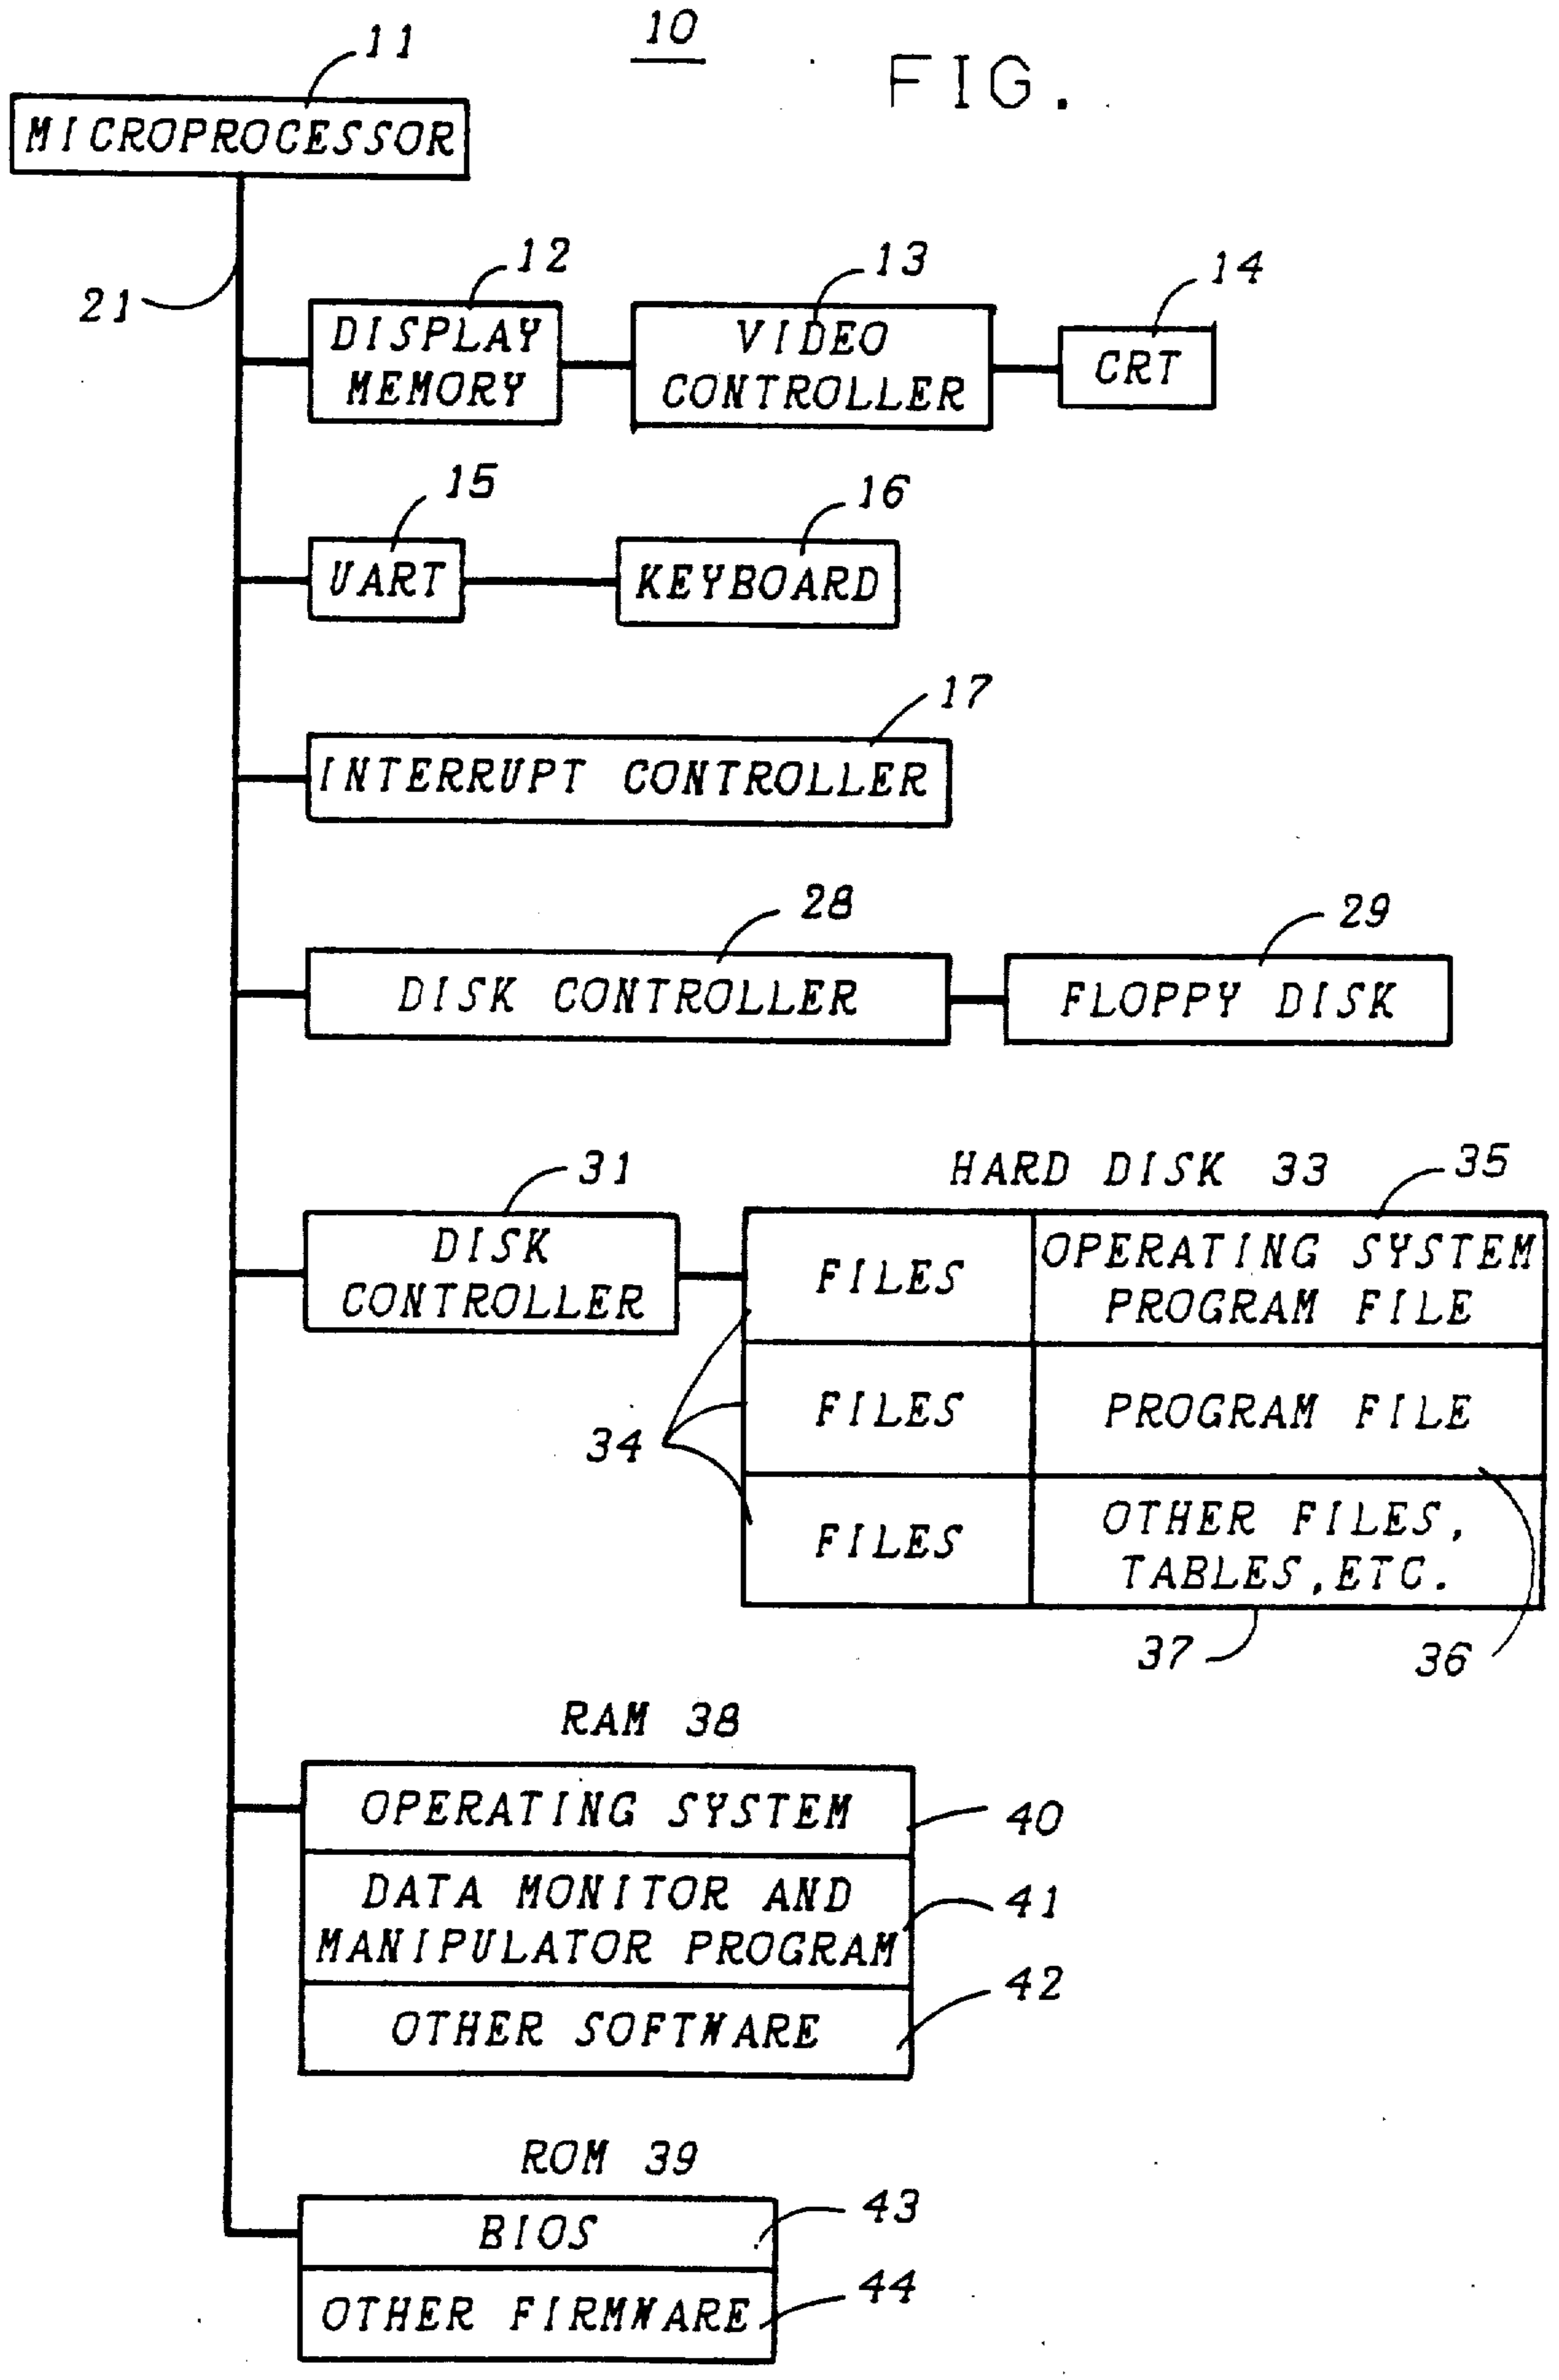 10
FIG.
11
MICROPROCESSOR
21
12
DISPLAY
MEMORY
13
VIDEO
CONTROLLER
14
CRT
15
UART
16
KEYBOARD
17
INTERRUPT CONTROLLER
28
DISK CONTROLLER
29
FLOPPY DISK
31
DISK
CONTROLLER
HARD DISK 33
35
FILES
OPERATING SYSTEM
PROGRAM FILE
34
FILES
PROGRAM FILE
FILES
OTHER FILES,
TABLES,ETC.
37
36
RAM 38
OPERATING SYSTEM
40
DATA MONITOR AND
MANIPULATOR PROGRAM
41
OTHER SOFTWARE
42
ROM 39
BIOS
43
OTHER FIRMWARE
44